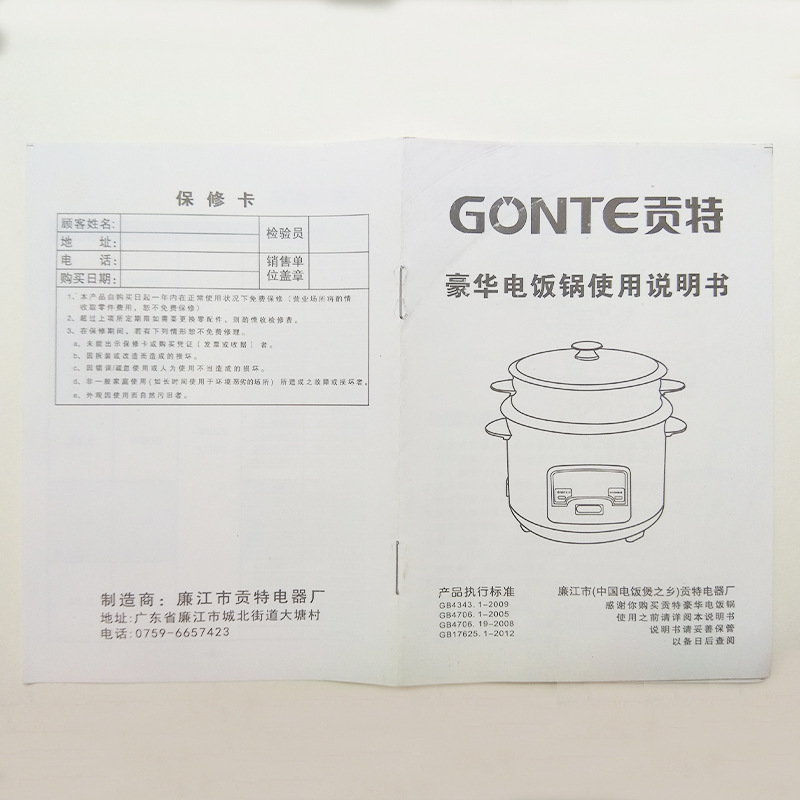 保修卡
顾客姓名:
检验员
地 址:
电 话:
销售单位盖章
购买日期:
1、本产品自购买日起一年内在正常使用状况下免费保修（营业场所将酌情
收取零件费用，恕不免费保修）
2、超过上项所定期限如需要更换零配件，则酌情收检修费。
3、在保修期间，若有下列情形恕不免费修理。
a、未能出示保修卡或购买凭证［发票或收据］者。
b、因拆装或改造而造成的损坏。
c、因错误/疏忽使用或人为使用不当造成的损坏。
d、非一般家庭使用（如长时间使用于环境恶劣的场所）所造成之故障或损坏者。
e、外观因使用而自然污旧者。
制造商：廉江市贡特电器厂
地址:广东省廉江市城北街道大塘村
电话:0759-6657423
GONTE贡特
豪华电饭锅使用说明书
产品执行标准
GB4343.1-2009
GB4706.1-2005
GB4706.19-2008
GB17625.1-2012
廉江市(中国电饭煲之乡)贡特电器厂
感谢你购买贡特豪华电饭锅
使用之前请详阅本说明书
说明书请妥善保管
以备日后查阅